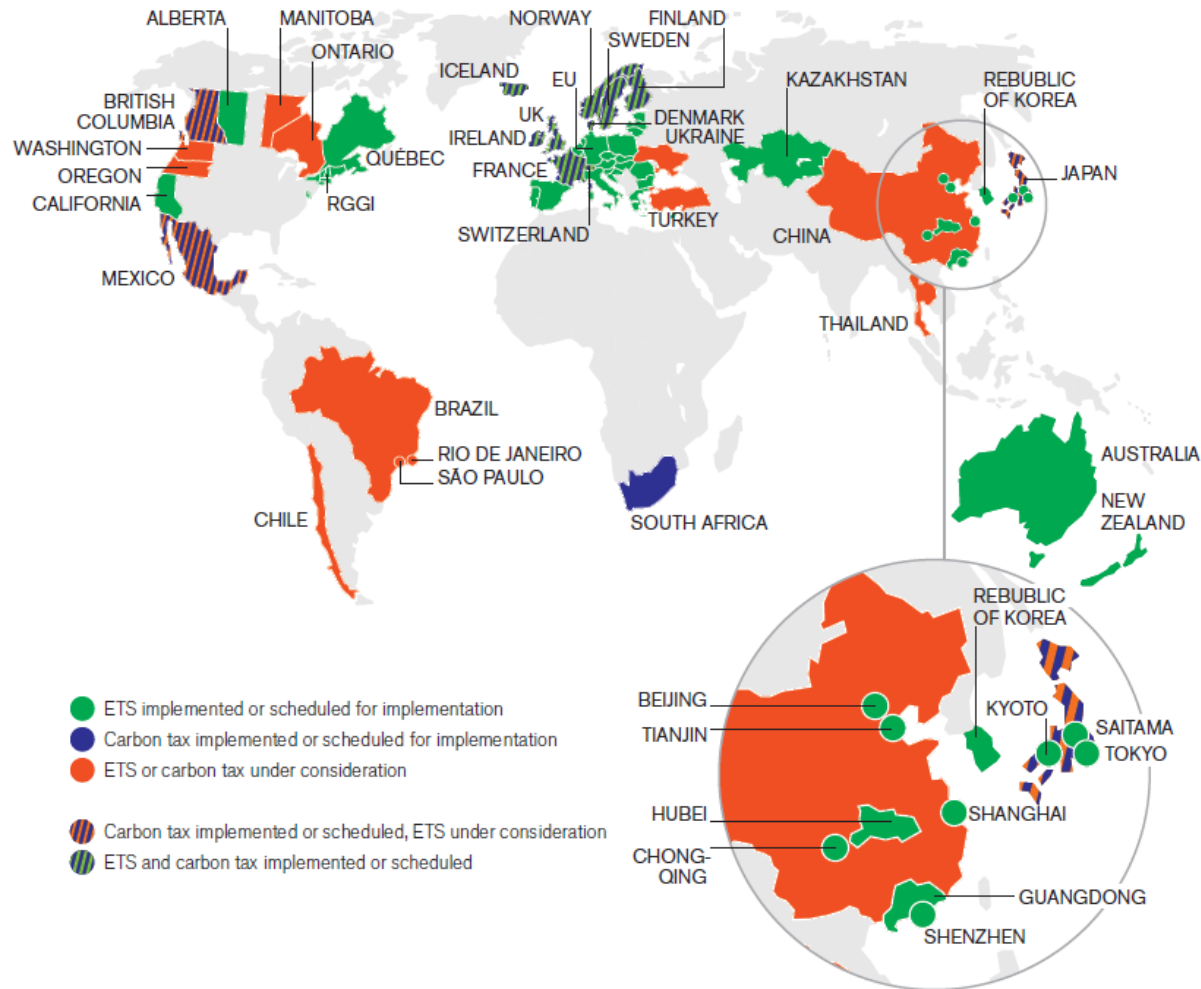 ALBERTA
MANITOBA
ONTARIO
BRITISH
COLUMBIA
WASHINGTON
OREGON
CALIFORNIA
QUÉBEC
RGGI
MEXICO
NORWAY
FINLAND
SWEDEN
ICELAND
EU
UK
IRELAND
FRANCE
DENMARK
UKRAINE
SWITZERLAND
TURKEY
KAZAKHSTAN
REBUBLIC
OF KOREA
JAPAN
CHINA
THAILAND
BRAZIL
RIO DE JANEIRO
SÃO PAULO
CHILE
SOUTH AFRICA
AUSTRALIA
NEW
ZEALAND
REBUBLIC
OF KOREA
BEIJING
TIANJIN
KYOTO
SAITAMA
TOKYO
HUBEI
SHANGHAI
CHONG-
QING
GUANGDONG
SHENZHEN
ETS implemented or scheduled for implementation
Carbon tax implemented or scheduled for implementation
ETS or carbon tax under consideration
Carbon tax implemented or scheduled, ETS under consideration
ETS and carbon tax implemented or scheduled